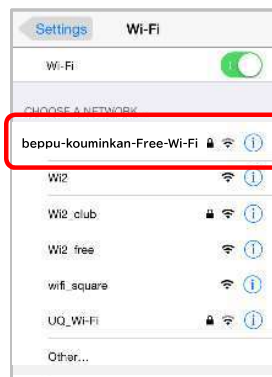 Settings Wi-Fi
Wi-Fi
CHOOSE A NETWORK
beppu-kouminkan-Free-Wi-Fi
Wi2
Wi2_club
Wi2_free
wifi_square
UQ_Wi-Fi
Other...